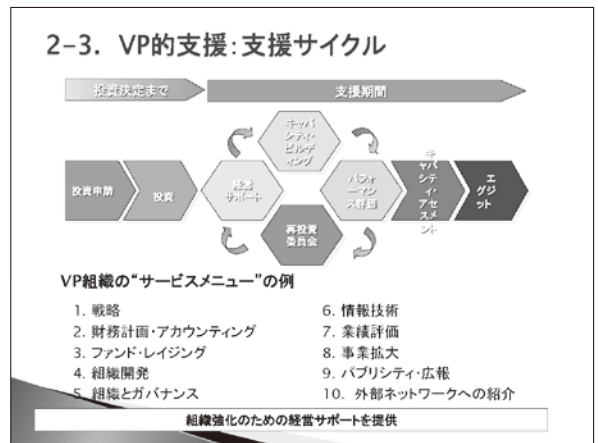 2-3. VP的支援:支援サイクル
投資決定まで
支援期間
投資申請
投資
経営
サポート
キャパ
シティ・
ビルデ
ィング
パフォ
ーマン
ス評価
再投資
委員会
キ
ャパ
シテ
ィ・ア
セス
メ
ント
エ
グジ
ット
VP組織の“サービスメニュー”の例
1. 戦略
2. 財務計画・アカウンティング
3. ファンド・レイジング
4. 組織開発
5. 組織とガバナンス
6. 情報技術
7. 業績評価
8. 事業拡大
9. パブリシティ・広報
10. 外部ネットワークへの紹介
組織強化のための経営サポートを提供